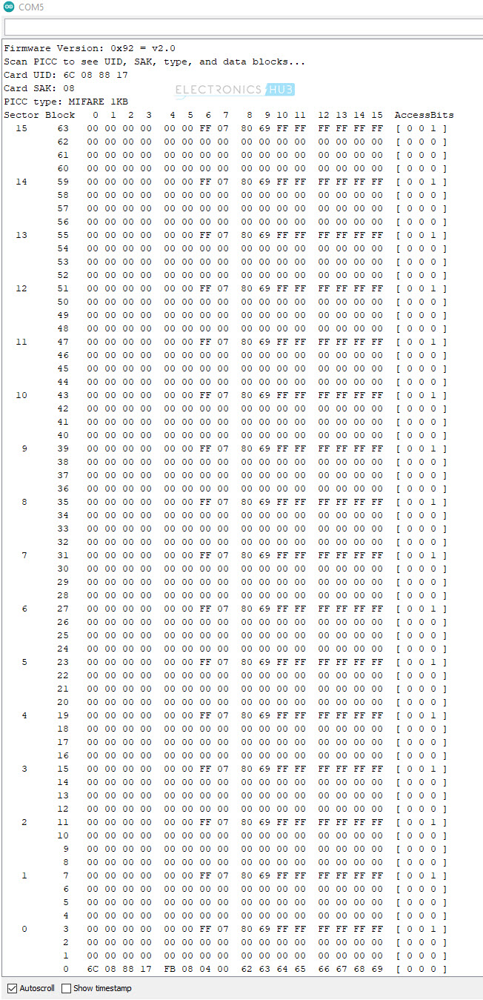 COM5
Firmware Version: 0x92 = v2.0
Scan PICC to see UID, SAK, type, and data blocks...
Card UID: 6C 08 88 17
Card SAK: 08
ELECTRONICS HUB
PICC type: MIFARE 1KB
Sector Block 0 1 2 3 4 5 6 7 8 9 10 11 12 13 14 15 AccessBits
15 63 00 00 00 00 00 00 FF 07 80 69 FF FF FF FF FF FF [ 0 0 1 ]
62 00 00 00 00 00 00 00 00 00 00 00 00 00 00 00 00 [ 0 0 0 ]
61 00 00 00 00 00 00 00 00 00 00 00 00 00 00 00 00 [ 0 0 0 ]
60 00 00 00 00 00 00 00 00 00 00 00 00 00 00 00 00 [ 0 0 0 ]
14 59 00 00 00 00 00 00 FF 07 80 69 FF FF FF FF FF FF [ 0 0 1 ]
58 00 00 00 00 00 00 00 00 00 00 00 00 00 00 00 00 [ 0 0 0 ]
57 00 00 00 00 00 00 00 00 00 00 00 00 00 00 00 00 [ 0 0 0 ]
56 00 00 00 00 00 00 00 00 00 00 00 00 00 00 00 00 [ 0 0 0 ]
13 55 00 00 00 00 00 00 FF 07 80 69 FF FF FF FF FF FF [ 0 0 1 ]
54 00 00 00 00 00 00 00 00 00 00 00 00 00 00 00 00 [ 0 0 0 ]
53 00 00 00 00 00 00 00 00 00 00 00 00 00 00 00 00 [ 0 0 0 ]
52 00 00 00 00 00 00 00 00 00 00 00 00 00 00 00 00 [ 0 0 0 ]
12 51 00 00 00 00 00 00 FF 07 80 69 FF FF FF FF FF FF [ 0 0 1 ]
50 00 00 00 00 00 00 00 00 00 00 00 00 00 00 00 00 [ 0 0 0 ]
49 00 00 00 00 00 00 00 00 00 00 00 00 00 00 00 00 [ 0 0 0 ]
48 00 00 00 00 00 00 00 00 00 00 00 00 00 00 00 00 [ 0 0 0 ]
11 47 00 00 00 00 00 00 FF 07 80 69 FF FF FF FF FF FF [ 0 0 1 ]
46 00 00 00 00 00 00 00 00 00 00 00 00 00 00 00 00 [ 0 0 0 ]
45 00 00 00 00 00 00 00 00 00 00 00 00 00 00 00 00 [ 0 0 0 ]
44 00 00 00 00 00 00 00 00 00 00 00 00 00 00 00 00 [ 0 0 0 ]
10 43 00 00 00 00 00 00 FF 07 80 69 FF FF FF FF FF FF [ 0 0 1 ]
42 00 00 00 00 00 00 00 00 00 00 00 00 00 00 00 00 [ 0 0 0 ]
41 00 00 00 00 00 00 00 00 00 00 00 00 00 00 00 00 [ 0 0 0 ]
40 00 00 00 00 00 00 00 00 00 00 00 00 00 00 00 00 [ 0 0 0 ]
9 39 00 00 00 00 00 00 FF 07 80 69 FF FF FF FF FF FF [ 0 0 1 ]
38 00 00 00 00 00 00 00 00 00 00 00 00 00 00 00 00 [ 0 0 0 ]
37 00 00 00 00 00 00 00 00 00 00 00 00 00 00 00 00 [ 0 0 0 ]
36 00 00 00 00 00 00 00 00 00 00 00 00 00 00 00 00 [ 0 0 0 ]
8 35 00 00 00 00 00 00 FF 07 80 69 FF FF FF FF FF FF [ 0 0 1 ]
34 00 00 00 00 00 00 00 00 00 00 00 00 00 00 00 00 [ 0 0 0 ]
33 00 00 00 00 00 00 00 00 00 00 00 00 00 00 00 00 [ 0 0 0 ]
32 00 00 00 00 00 00 00 00 00 00 00 00 00 00 00 00 [ 0 0 0 ]
7 31 00 00 00 00 00 00 FF 07 80 69 FF FF FF FF FF FF [ 0 0 1 ]
30 00 00 00 00 00 00 00 00 00 00 00 00 00 00 00 00 [ 0 0 0 ]
29 00 00 00 00 00 00 00 00 00 00 00 00 00 00 00 00 [ 0 0 0 ]
28 00 00 00 00 00 00 00 00 00 00 00 00 00 00 00 00 [ 0 0 0 ]
6 27 00 00 00 00 00 00 FF 07 80 69 FF FF FF FF FF FF [ 0 0 1 ]
26 00 00 00 00 00 00 00 00 00 00 00 00 00 00 00 00 [ 0 0 0 ]
25 00 00 00 00 00 00 00 00 00 00 00 00 00 00 00 00 [ 0 0 0 ]
24 00 00 00 00 00 00 00 00 00 00 00 00 00 00 00 00 [ 0 0 0 ]
5 23 00 00 00 00 00 00 FF 07 80 69 FF FF FF FF FF FF [ 0 0 1 ]
22 00 00 00 00 00 00 00 00 00 00 00 00 00 00 00 00 [ 0 0 0 ]
21 00 00 00 00 00 00 00 00 00 00 00 00 00 00 00 00 [ 0 0 0 ]
20 00 00 00 00 00 00 00 00 00 00 00 00 00 00 00 00 [ 0 0 0 ]
4 19 00 00 00 00 00 00 FF 07 80 69 FF FF FF FF FF FF [ 0 0 1 ]
18 00 00 00 00 00 00 00 00 00 00 00 00 00 00 00 00 [ 0 0 0 ]
17 00 00 00 00 00 00 00 00 00 00 00 00 00 00 00 00 [ 0 0 0 ]
16 00 00 00 00 00 00 00 00 00 00 00 00 00 00 00 00 [ 0 0 0 ]
3 15 00 00 00 00 00 00 FF 07 80 69 FF FF FF FF FF FF [ 0 0 1 ]
14 00 00 00 00 00 00 00 00 00 00 00 00 00 00 00 00 [ 0 0 0 ]
13 00 00 00 00 00 00 00 00 00 00 00 00 00 00 00 00 [ 0 0 0 ]
12 00 00 00 00 00 00 00 00 00 00 00 00 00 00 00 00 [ 0 0 0 ]
2 11 00 00 00 00 00 00 FF 07 80 69 FF FF FF FF FF FF [ 0 0 1 ]
10 00 00 00 00 00 00 00 00 00 00 00 00 00 00 00 00 [ 0 0 0 ]
9 00 00 00 00 00 00 00 00 00 00 00 00 00 00 00 00 [ 0 0 0 ]
8 00 00 00 00 00 00 00 00 00 00 00 00 00 00 00 00 [ 0 0 0 ]
1 7 00 00 00 00 00 00 FF 07 80 69 FF FF FF FF FF FF [ 0 0 1 ]
6 00 00 00 00 00 00 00 00 00 00 00 00 00 00 00 00 [ 0 0 0 ]
5 00 00 00 00 00 00 00 00 00 00 00 00 00 00 00 00 [ 0 0 0 ]
4 00 00 00 00 00 00 00 00 00 00 00 00 00 00 00 00 [ 0 0 0 ]
0 3 00 00 00 00 00 00 FF 07 80 69 FF FF FF FF FF FF [ 0 0 1 ]
2 00 00 00 00 00 00 00 00 00 00 00 00 00 00 00 00 [ 0 0 0 ]
1 00 00 00 00 00 00 00 00 00 00 00 00 00 00 00 00 [ 0 0 0 ]
0 6C 08 88 17 FB 08 04 00 62 63 64 65 66 67 68 69 [ 0 0 0 ]
Autoscroll Show timestamp